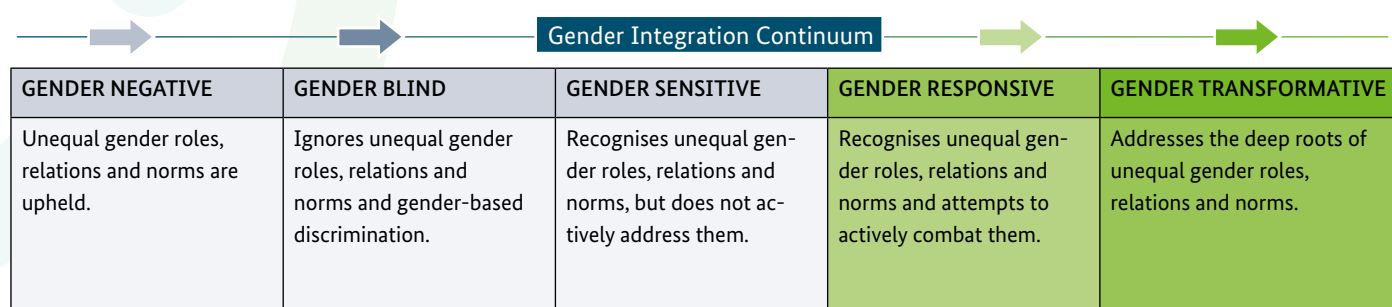 Gender Integration Continuum
GENDER NEGATIVE
Unequal gender roles,
relations and norms are
upheld.
GENDER BLIND
Ignores unequal gender
roles, relations and
norms and gender-based
discrimination.
GENDER SENSITIVE
Recognises unequal gen-
der roles, relations and
norms, but does not ac-
tively address them.
GENDER RESPONSIVE
Recognises unequal gen-
der roles, relations and
norms and attempts to
actively combat them.
GENDER TRANSFORMATIVE
Addresses the deep roots of
unequal gender roles,
relations and norms.